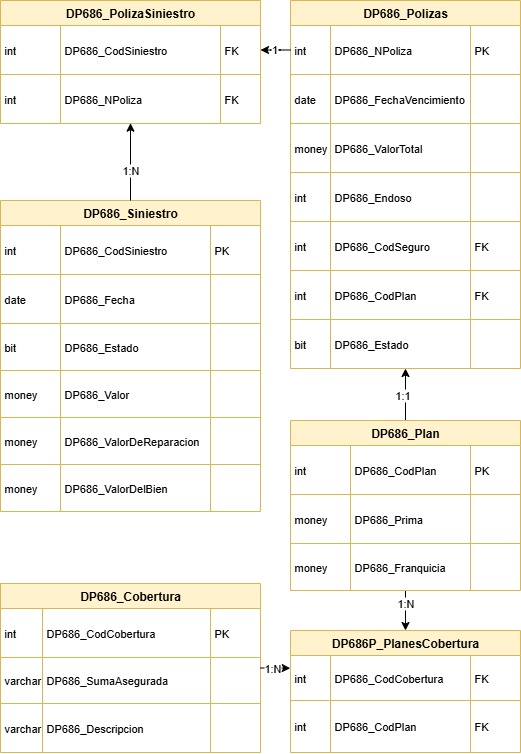 DP686_PolizaSiniestro
int DP686_CodSiniestro FK
int DP686_NPoliza FK
1
DP686_Polizas
int DP686_NPoliza PK
date DP686_FechaVencimiento
money DP686_ValorTotal
int DP686_Endoso
int DP686_CodSeguro FK
int DP686_CodPlan FK
bit DP686_Estado
1:N
DP686_Siniestro
int DP686_CodSiniestro PK
date DP686_Fecha
bit DP686_Estado
money DP686_Valor
money DP686_ValorDeReparacion
money DP686_ValorDelBien
1:1
DP686_Plan
int DP686_CodPlan PK
money DP686_Prima
money DP686_Franquicia
1:N
DP686_Cobertura
int DP686_CodCobertura PK
varchar DP686_SumaAsegurada
varchar DP686_Descripcion
1:N
DP686P_PlanesCobertura
int DP686_CodCobertura FK
int DP686_CodPlan FK